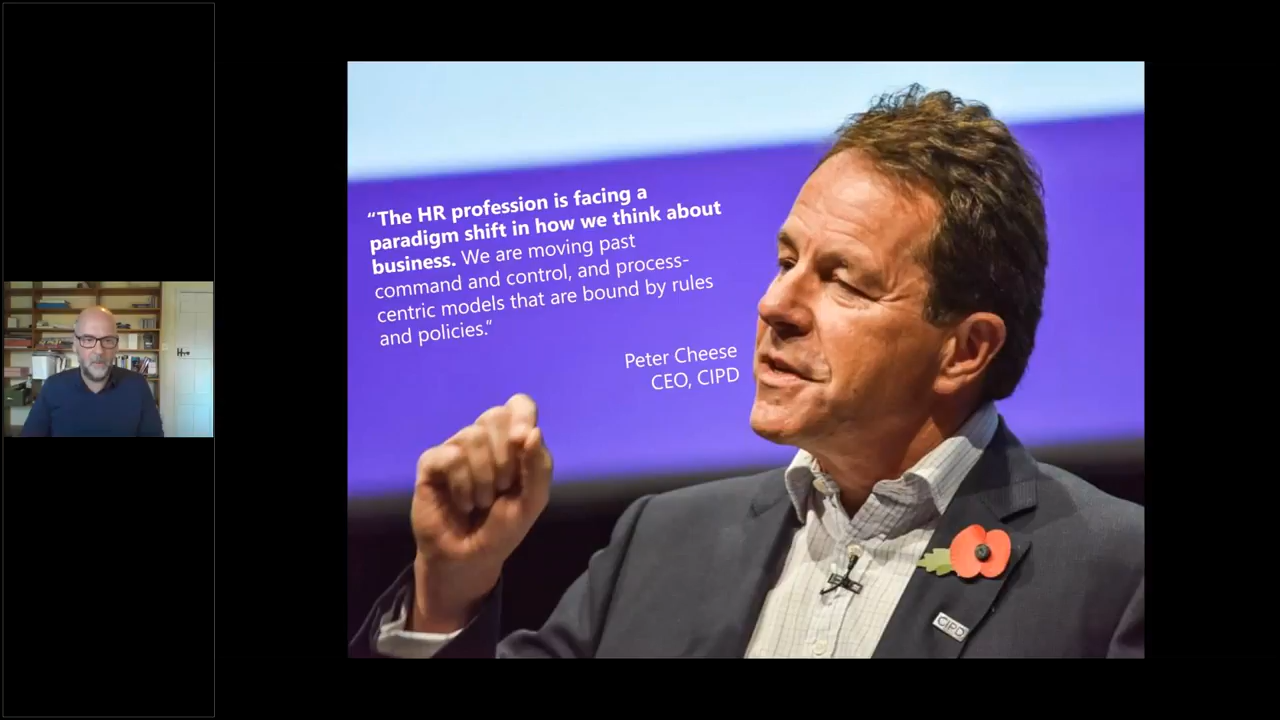 “The HR profession is facing a
paradigm shift in how we think about
business. We are moving past
command and control, and process-
centric models that are bound by rules
and policies.”
Peter Cheese
CEO, CIPD
CIPD